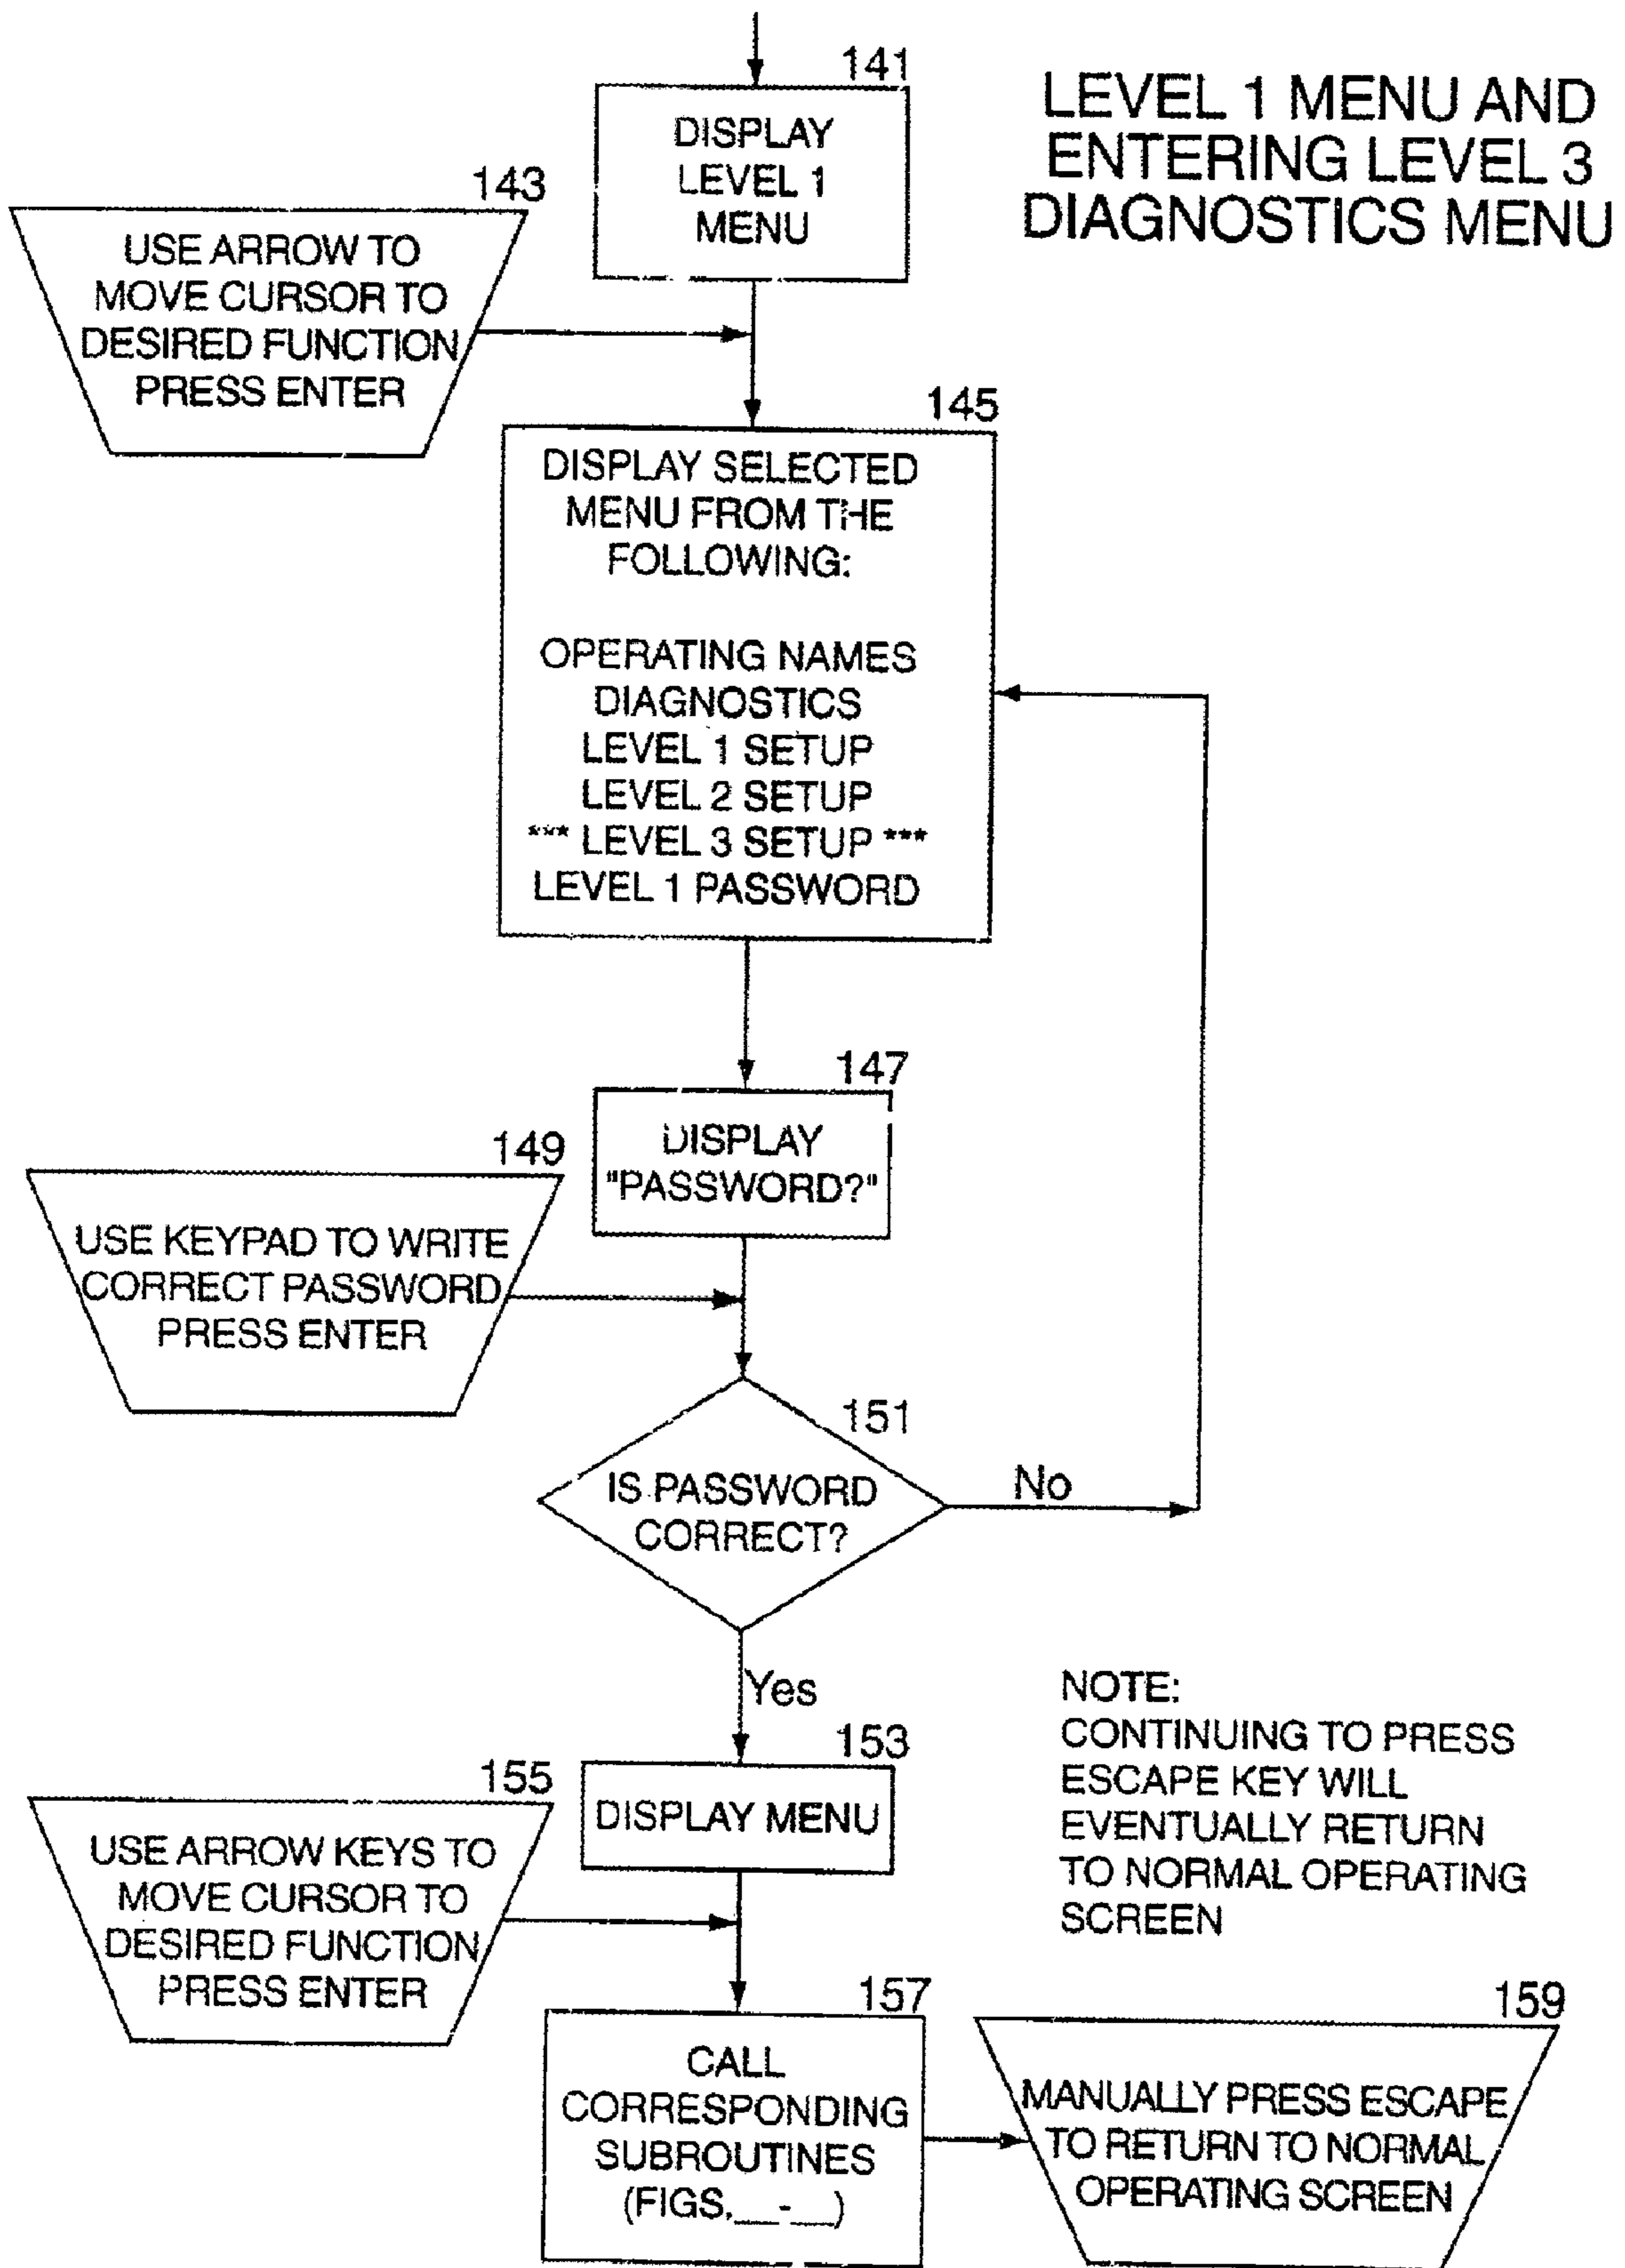 141
LEVEL 1 MENU AND
ENTERING LEVEL 3
DIAGNOSTICS MENU
DISPLAY
LEVEL 1
MENU
143
USE ARROW TO
MOVE CURSOR TO
DESIRED FUNCTION
PRESS ENTER
145
DISPLAY SELECTED
MENU FROM THE
FOLLOWING:
OPERATING NAMES
DIAGNOSTICS
LEVEL 1 SETUP
LEVEL 2 SETUP
*** LEVEL 3 SETUP ***
LEVEL 1 PASSWORD
147
DISPLAY
"PASSWORD?"
149
USE KEYPAD TO WRITE
CORRECT PASSWORD
PRESS ENTER
151
IS PASSWORD
CORRECT?
No
Yes
NOTE:
CONTINUING TO PRESS
ESCAPE KEY WILL
EVENTUALLY RETURN
TO NORMAL OPERATING
SCREEN
153
DISPLAY MENU
155
USE ARROW KEYS TO
MOVE CURSOR TO
DESIRED FUNCTION
PRESS ENTER
157
CALL
CORRESPONDING
SUBROUTINES
(FIGS.__-__)
159
MANUALLY PRESS ESCAPE
TO RETURN TO NORMAL
OPERATING SCREEN